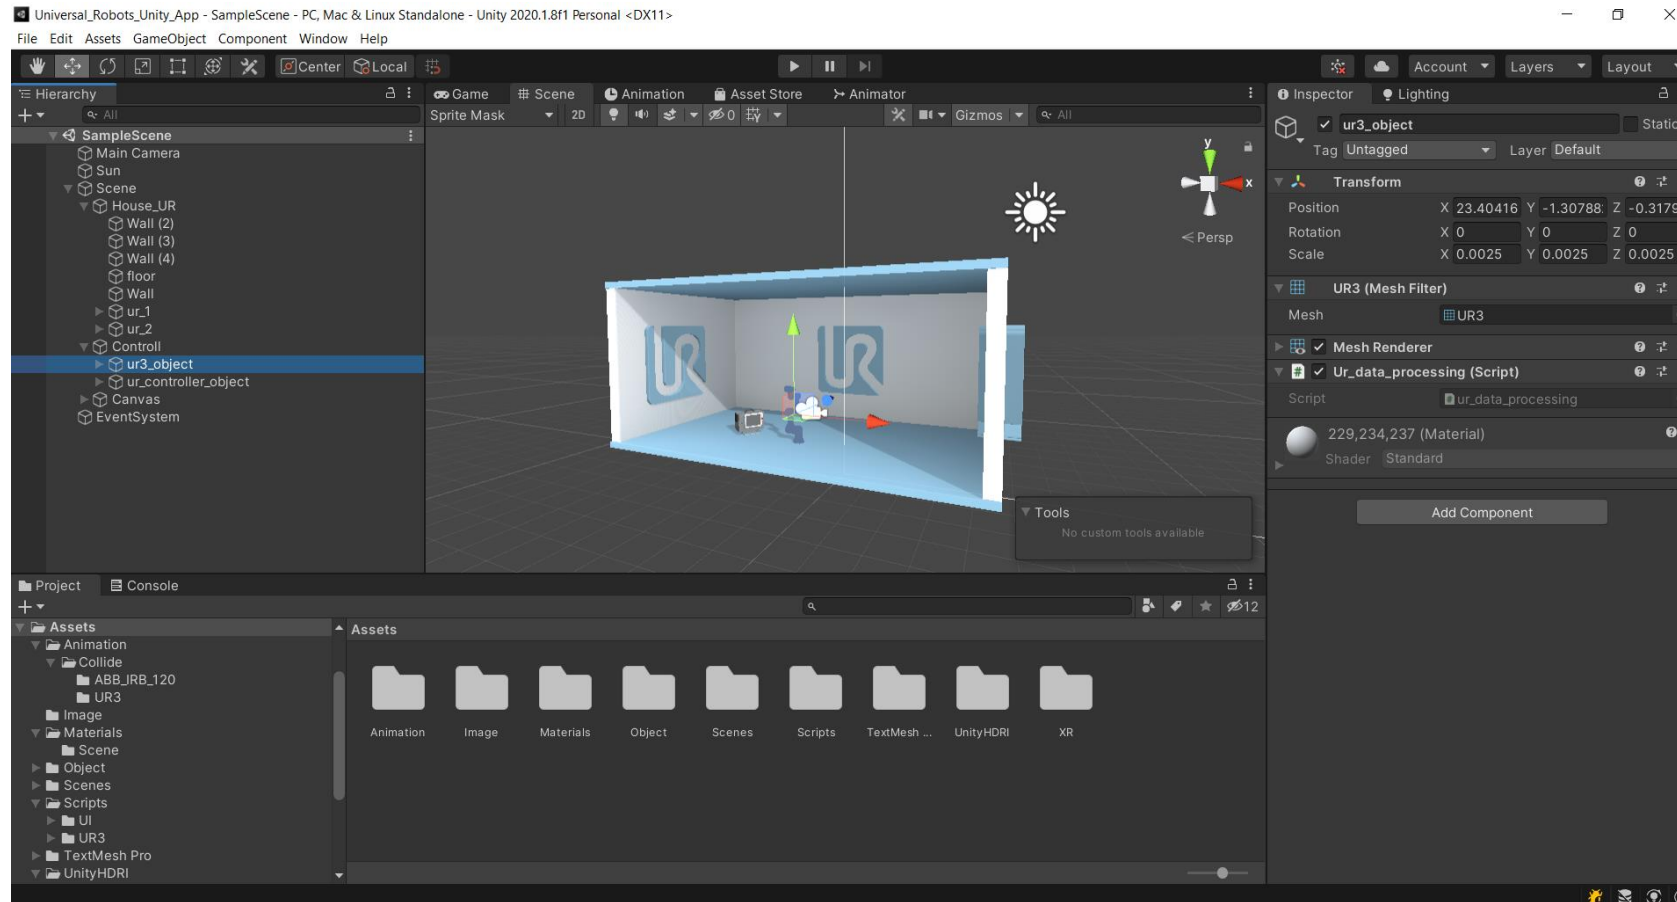 Universal_Robots_Unity_App - SampleScene - PC, Mac & Linux Standalone - Unity 2020.1.8f1 Personal <DX11>
File Edit Assets GameObject Component Window Help
Center Local
Account Layers Layout
Hierarchy
All
SampleScene
Main Camera
Sun
Scene
House_UR
Wall (2)
Wall (3)
Wall (4)
floor
Wall
ur_1
ur_2
Controll
ur3_object
ur_controller_object
Canvas
EventSystem
Game Scene Animation Asset Store Animator
Sprite Mask 2D 0 Gizmos All
y
x
Persp
UR UR
Tools
No custom tools available
Inspector Lighting
ur3_object Static
Tag Untagged Layer Default
Transform
Position X 23.40416 Y -1.30788 Z -0.3179
Rotation X 0 Y 0 Z 0
Scale X 0.0025 Y 0.0025 Z 0.0025
UR3 (Mesh Filter)
Mesh UR3
Mesh Renderer
# Ur_data_processing (Script)
Script ur_data_processing
229,234,237 (Material)
Shader Standard
Add Component
Project Console
12
Assets
Animation
Collide
ABB_IRB_120
UR3
Image
Materials
Scene
Object
Scenes
Scripts
UI
UR3
TextMesh Pro
UnityHDRI
Assets
Animation Image Materials Object Scenes Scripts TextMesh ... UnityHDRI XR